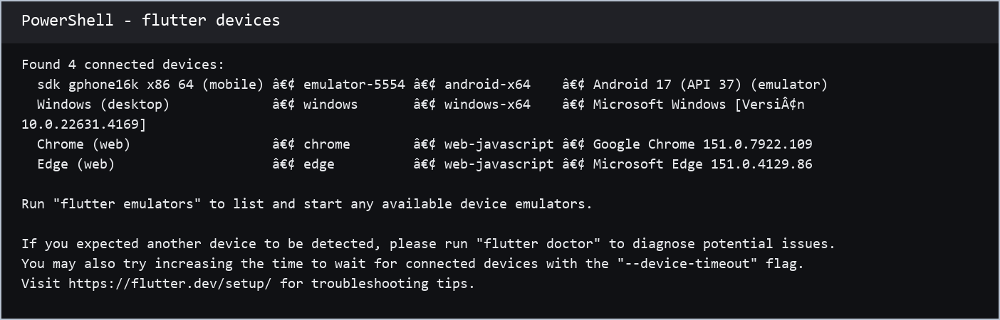 PowerShell - flutter devices
Found 4 connected devices:
  sdk gphone16k x86 64 (mobile) â€¢ emulator-5554 â€¢ android-x64    â€¢ Android 17 (API 37) (emulator)
  Windows (desktop)             â€¢ windows       â€¢ windows-x64    â€¢ Microsoft Windows [VersiÂ¢n
10.0.22631.4169]
  Chrome (web)                  â€¢ chrome        â€¢ web-javascript â€¢ Google Chrome 151.0.7922.109
  Edge (web)                    â€¢ edge          â€¢ web-javascript â€¢ Microsoft Edge 151.0.4129.86
Run "flutter emulators" to list and start any available device emulators.
If you expected another device to be detected, please run "flutter doctor" to diagnose potential issues.
You may also try increasing the time to wait for connected devices with the "--device-timeout" flag.
Visit https://flutter.dev/setup/ for troubleshooting tips.